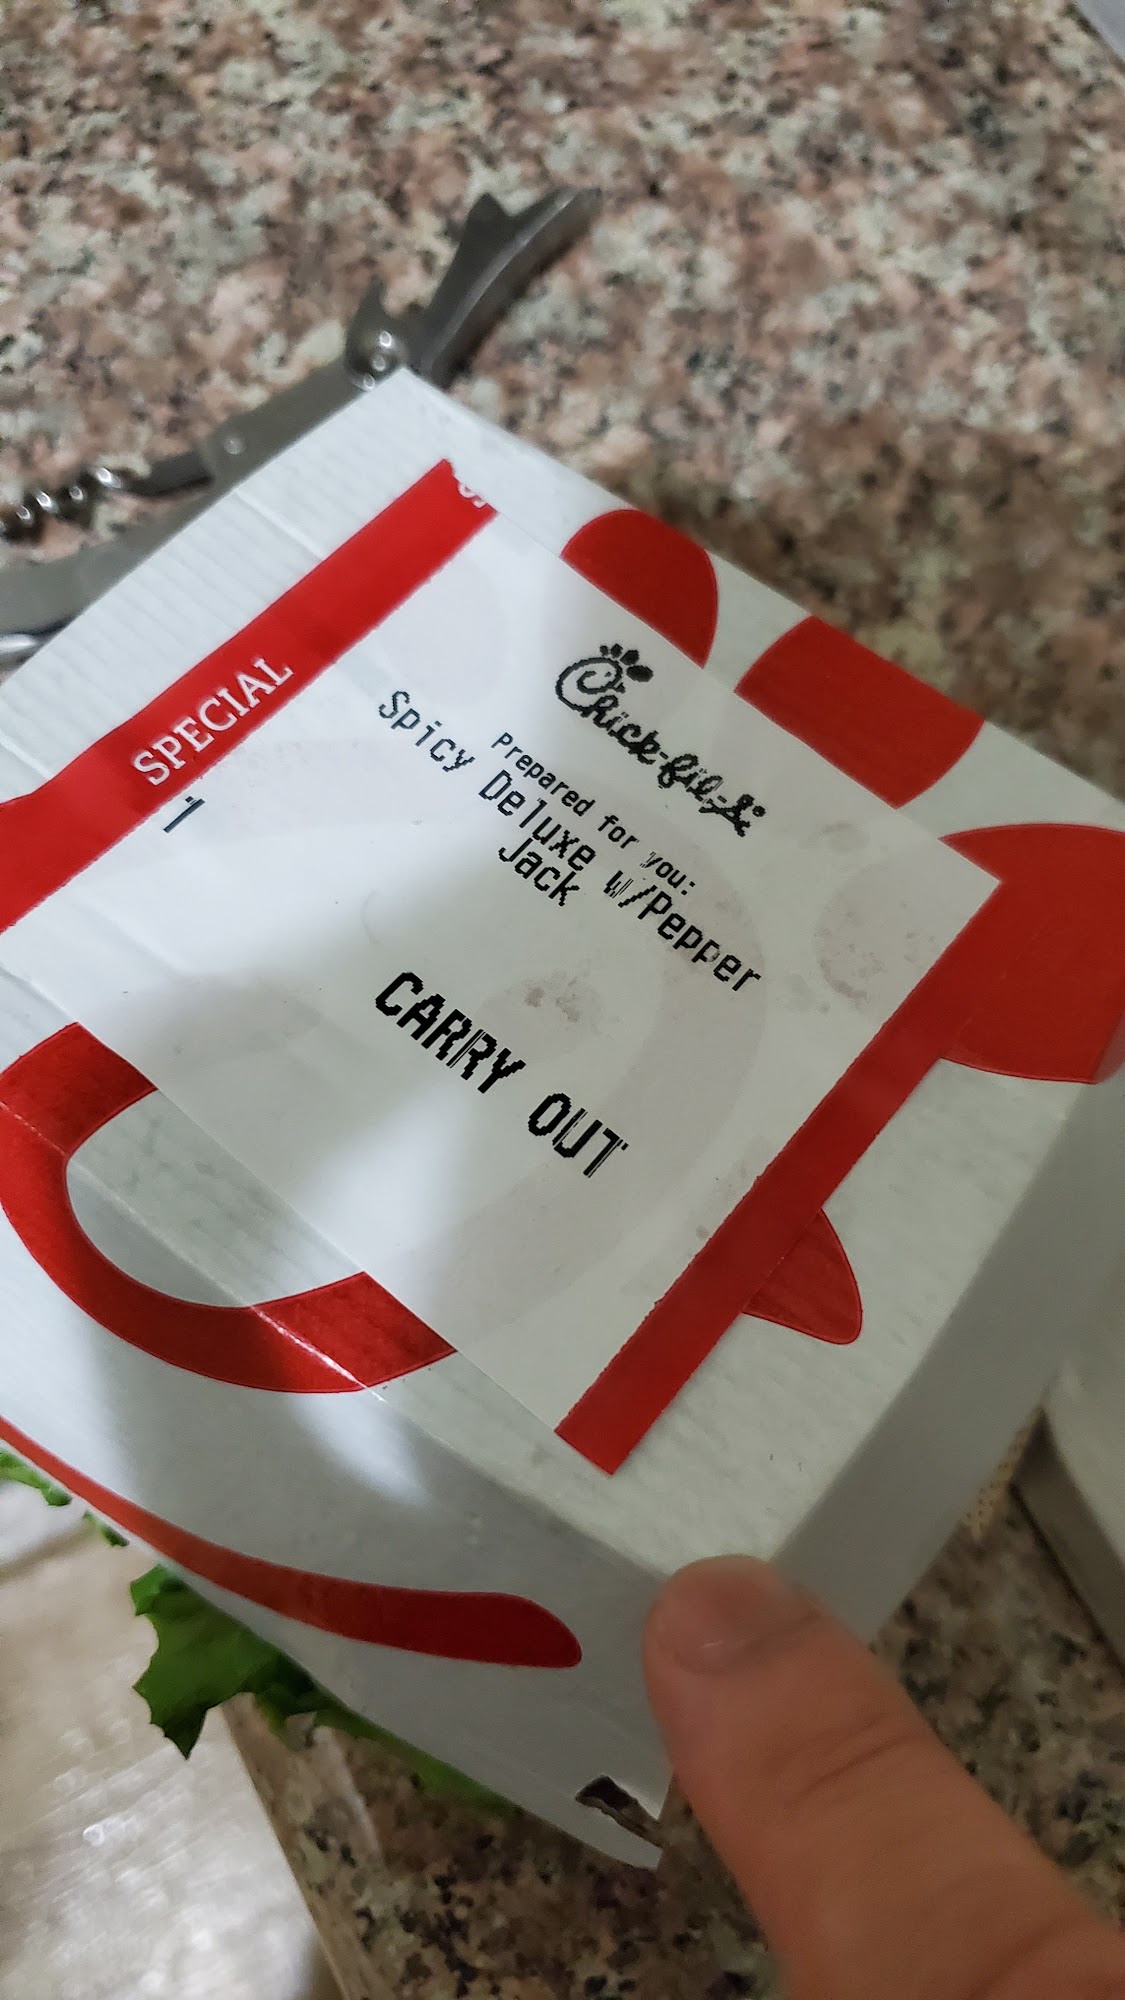 SPECIAL
1
Chick-fil-A
Prepared for you:
Spicy Deluxe w/Pepper
Jack
CARRY OUT